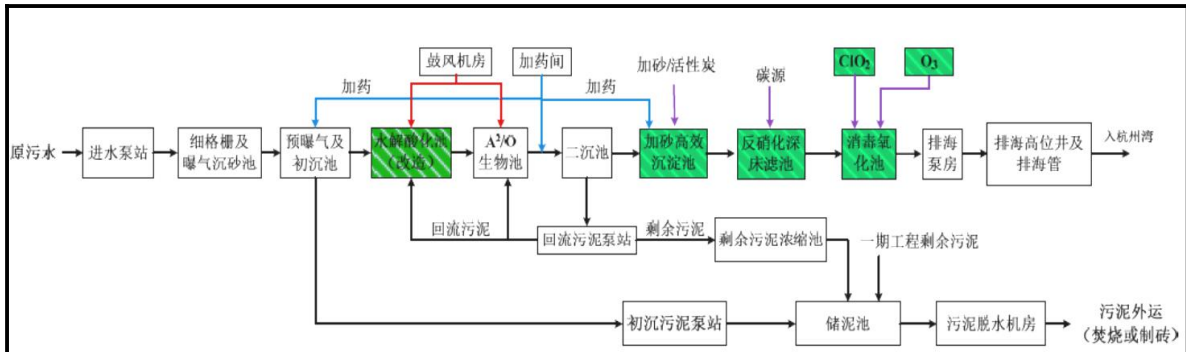 鼓风机房
加药间
加药
加药
加砂/活性炭
碳源
ClO₂
O₃
原污水
进水泵站
细格栅及
曝气沉砂池
预曝气及
初沉池
水解酸化池
（改造）
A²/O
生物池
二沉池
加砂高效
沉淀池
反硝化深
床滤池
消毒氧
化池
排海
泵房
排海高位井及
排海管
入杭州湾
回流污泥
回流污泥泵站
剩余污泥
剩余污泥浓缩池
一期工程剩余污泥
初沉污泥泵站
储泥池
污泥脱水机房
污泥外运
（焚烧或制砖）